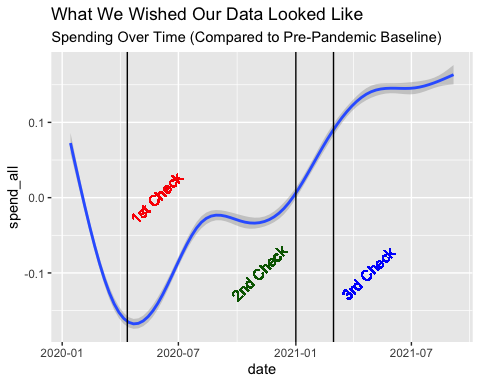 What We Wished Our Data Looked Like
Spending Over Time (Compared to Pre-Pandemic Baseline)
spend_all
0.1
0.0
-0.1
1st Check
2nd Check
3rd Check
2020-01
2020-07
2021-01
2021-07
date